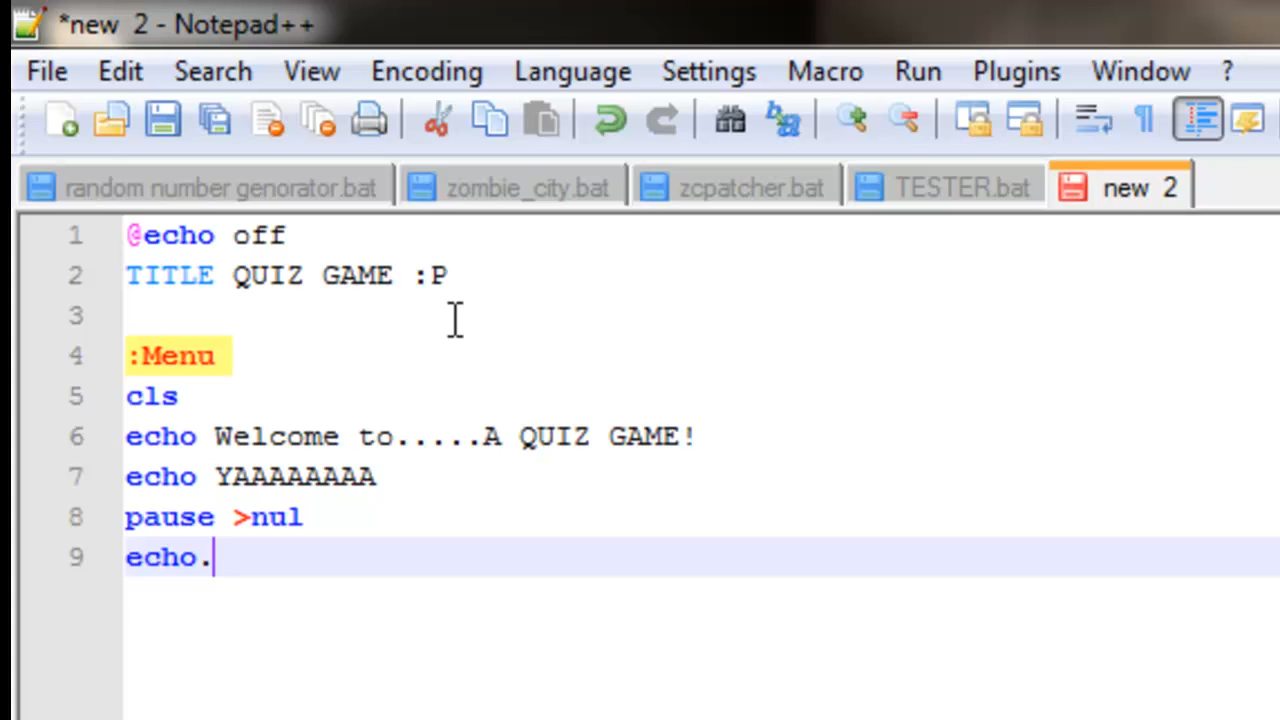 *new 2 - Notepad++
File Edit Search View Encoding Language Settings Macro Run Plugins Window ?
random number genorator.bat zombie_city.bat zcpatcher.bat TESTER.bat new 2
1 @echo off
2 TITLE QUIZ GAME :P
3
4 :Menu
5 cls
6 echo Welcome to.....A QUIZ GAME!
7 echo YAAAAAAAA
8 pause >nul
9 echo.